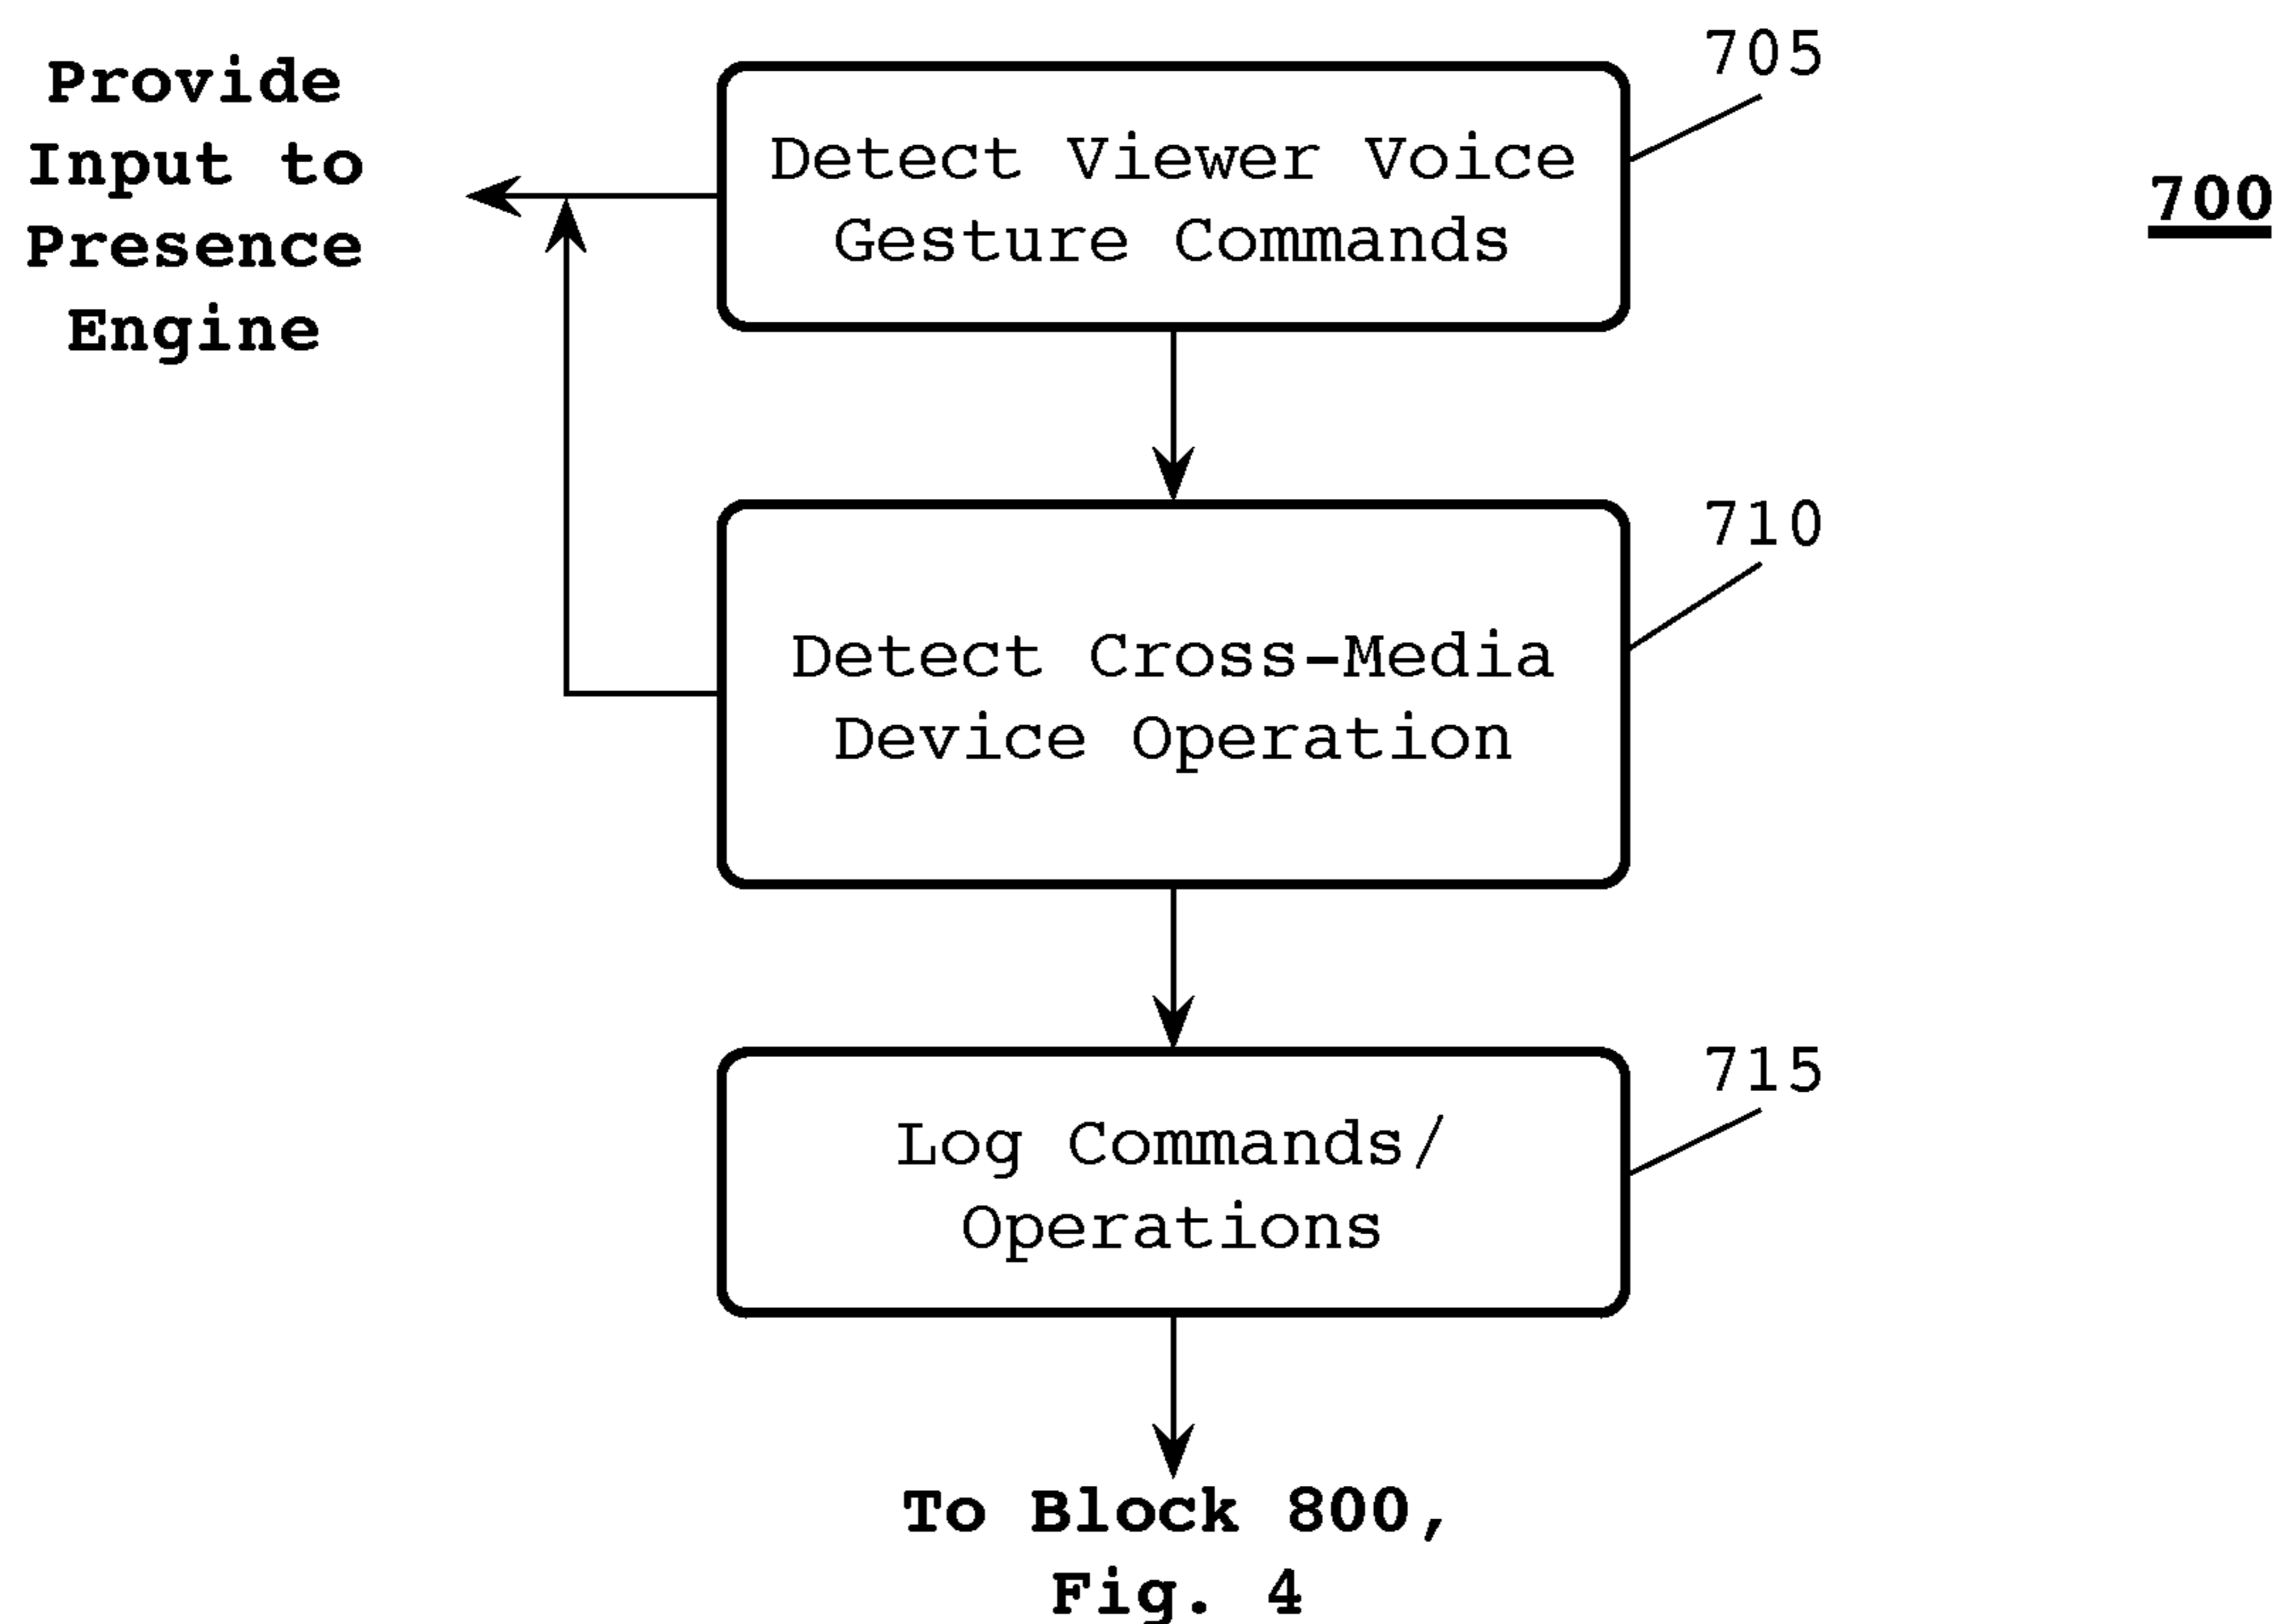 Provide
Input to
Presence
Engine
705
Detect Viewer Voice
Gesture Commands
700
710
Detect Cross-Media
Device Operation
715
Log Commands/
Operations
To Block 800,
Fig. 4